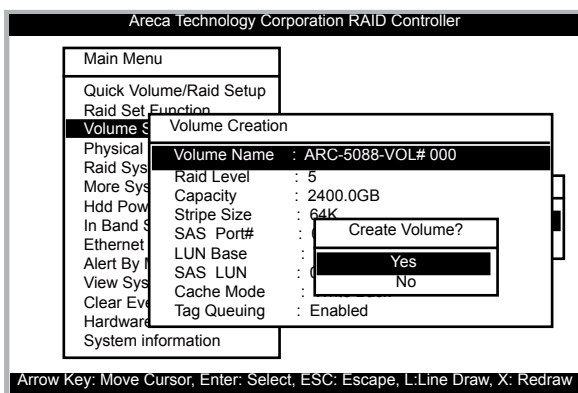 Areca Technology Corporation RAID Controller
Main Menu
Quick Volume/Raid Setup
Raid Set Function
Volume S
Physical
Raid Sys
More Sys
Hdd Pow
In Band S
Ethernet
Alert By
View Sys
Clear Eve
Hardware
System information
Volume Creation
Volume Name : ARC-5088-VOL# 000
Raid Level : 5
Capacity : 2400.0GB
Stripe Size : 64K
SAS Port# :
LUN Base :
SAS LUN :
Cache Mode :
Tag Queuing : Enabled
Create Volume?
Yes
No
Arrow Key: Move Cursor, Enter: Select, ESC: Escape, L:Line Draw, X: Redraw